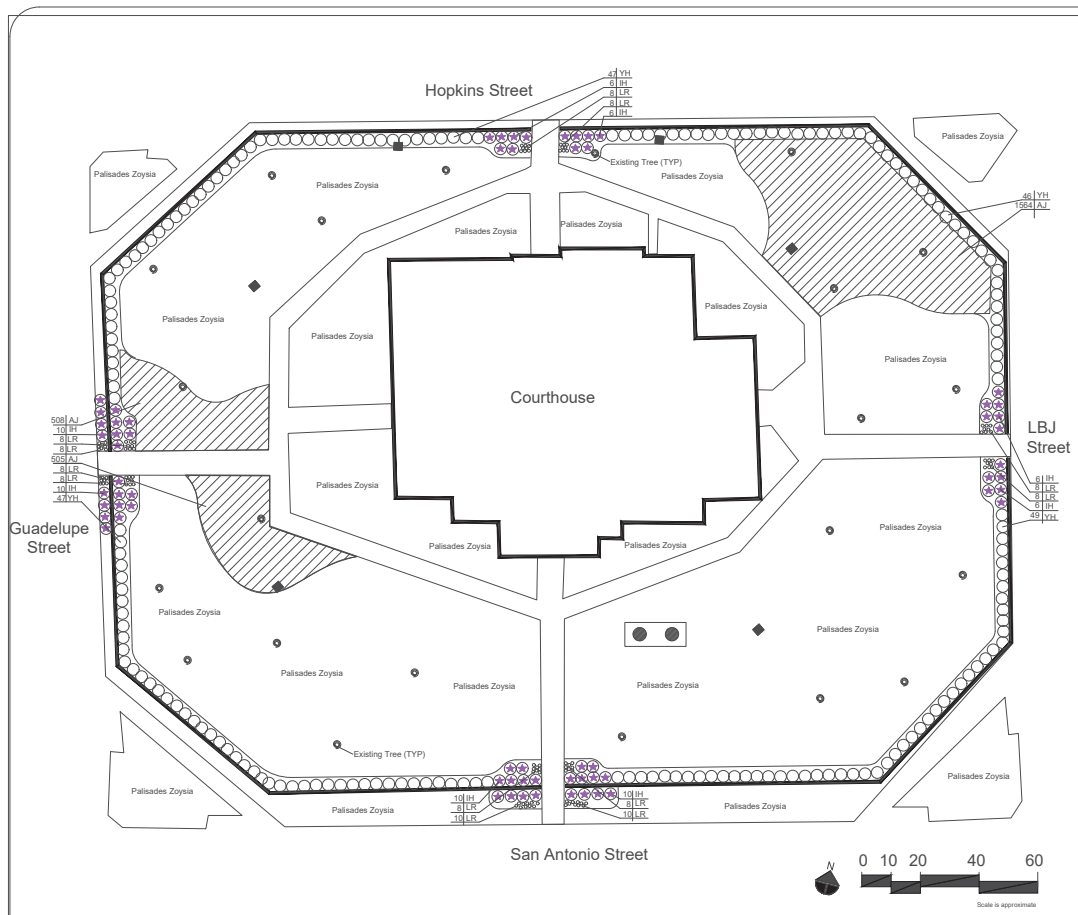 Hopkins Street
47 YH
6 IH
8 LR
8 LR
6 IH
Palisades Zoysia
Palisades Zoysia
Existing Tree (TYP)
Palisades Zoysia
Palisades Zoysia
46 YH
1564 AJ
Palisades Zoysia
Palisades Zoysia
Palisades Zoysia
Palisades Zoysia
Palisades Zoysia
Palisades Zoysia
Courthouse
508 AJ
10 IH
8 LR
8 LR
505 AJ
8 LR
8 LR
10 IH
47 YH
Guadelupe
Street
LBJ
Street
6 IH
8 LR
8 LR
6 IH
49 YH
Palisades Zoysia
Palisades Zoysia
Palisades Zoysia
Palisades Zoysia
Palisades Zoysia
Palisades Zoysia
Palisades Zoysia
Palisades Zoysia
Palisades Zoysia
Existing Tree (TYP)
Palisades Zoysia
Palisades Zoysia
Palisades Zoysia
Palisades Zoysia
10 IH
8 LR
10 LR
10 IH
8 LR
10 LR
San Antonio Street
N
0 10 20 40 60
Scale is approximate